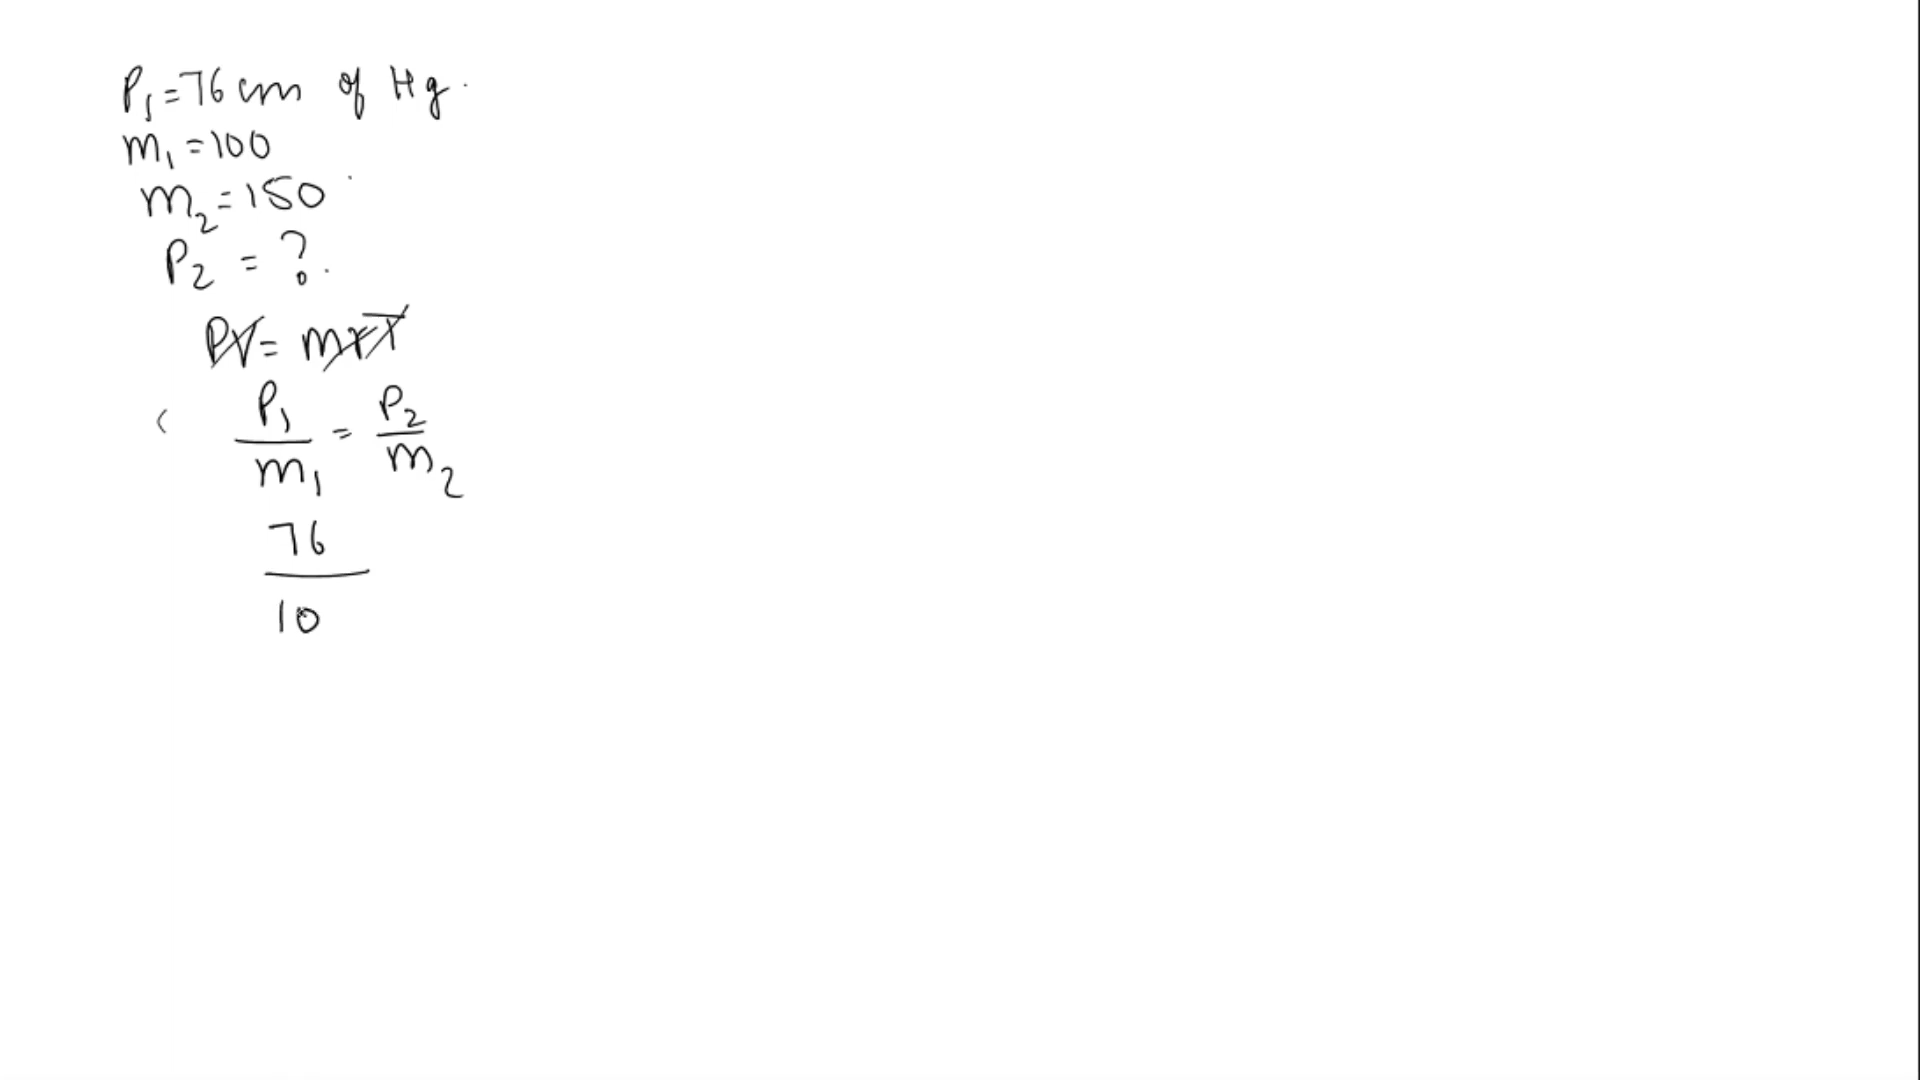 P₁=76 cm of Hg.
m₁=100
m₂=150
P₂ = ?.
PV= mrT
P₁/m₁ = P₂/m₂
76/10